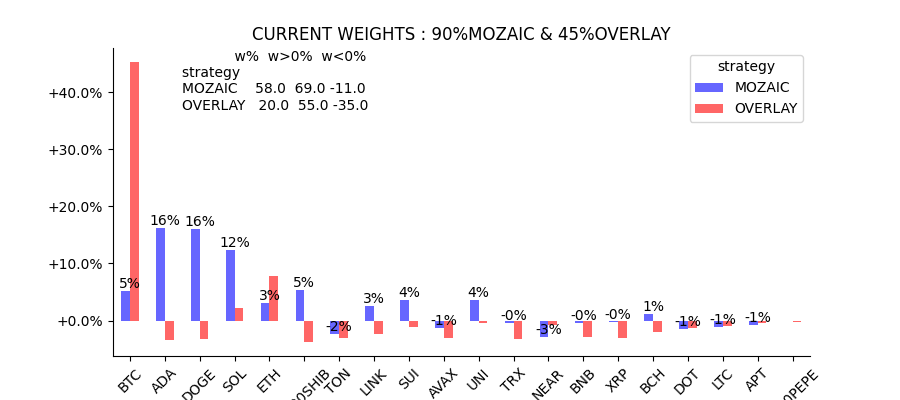 CURRENT WEIGHTS : 90%MOZAIC & 45%OVERLAY
w% w>0% w<0%
strategy
MOZAIC 58.0 69.0 -11.0
OVERLAY 20.0 55.0 -35.0
strategy
MOZAIC
OVERLAY
+40.0%
+30.0%
+20.0%
+10.0%
+0.0%
5% 16% 16% 12% 3% 5% -2% 3% 4% -1% 4% -0% -3% -0% -0% 1% -1% -1% -1%
BTC ADA DOGE SOL ETH 0SHIB TON LINK SUI AVAX UNI TRX NEAR BNB XRP BCH DOT LTC APT 0PEPE